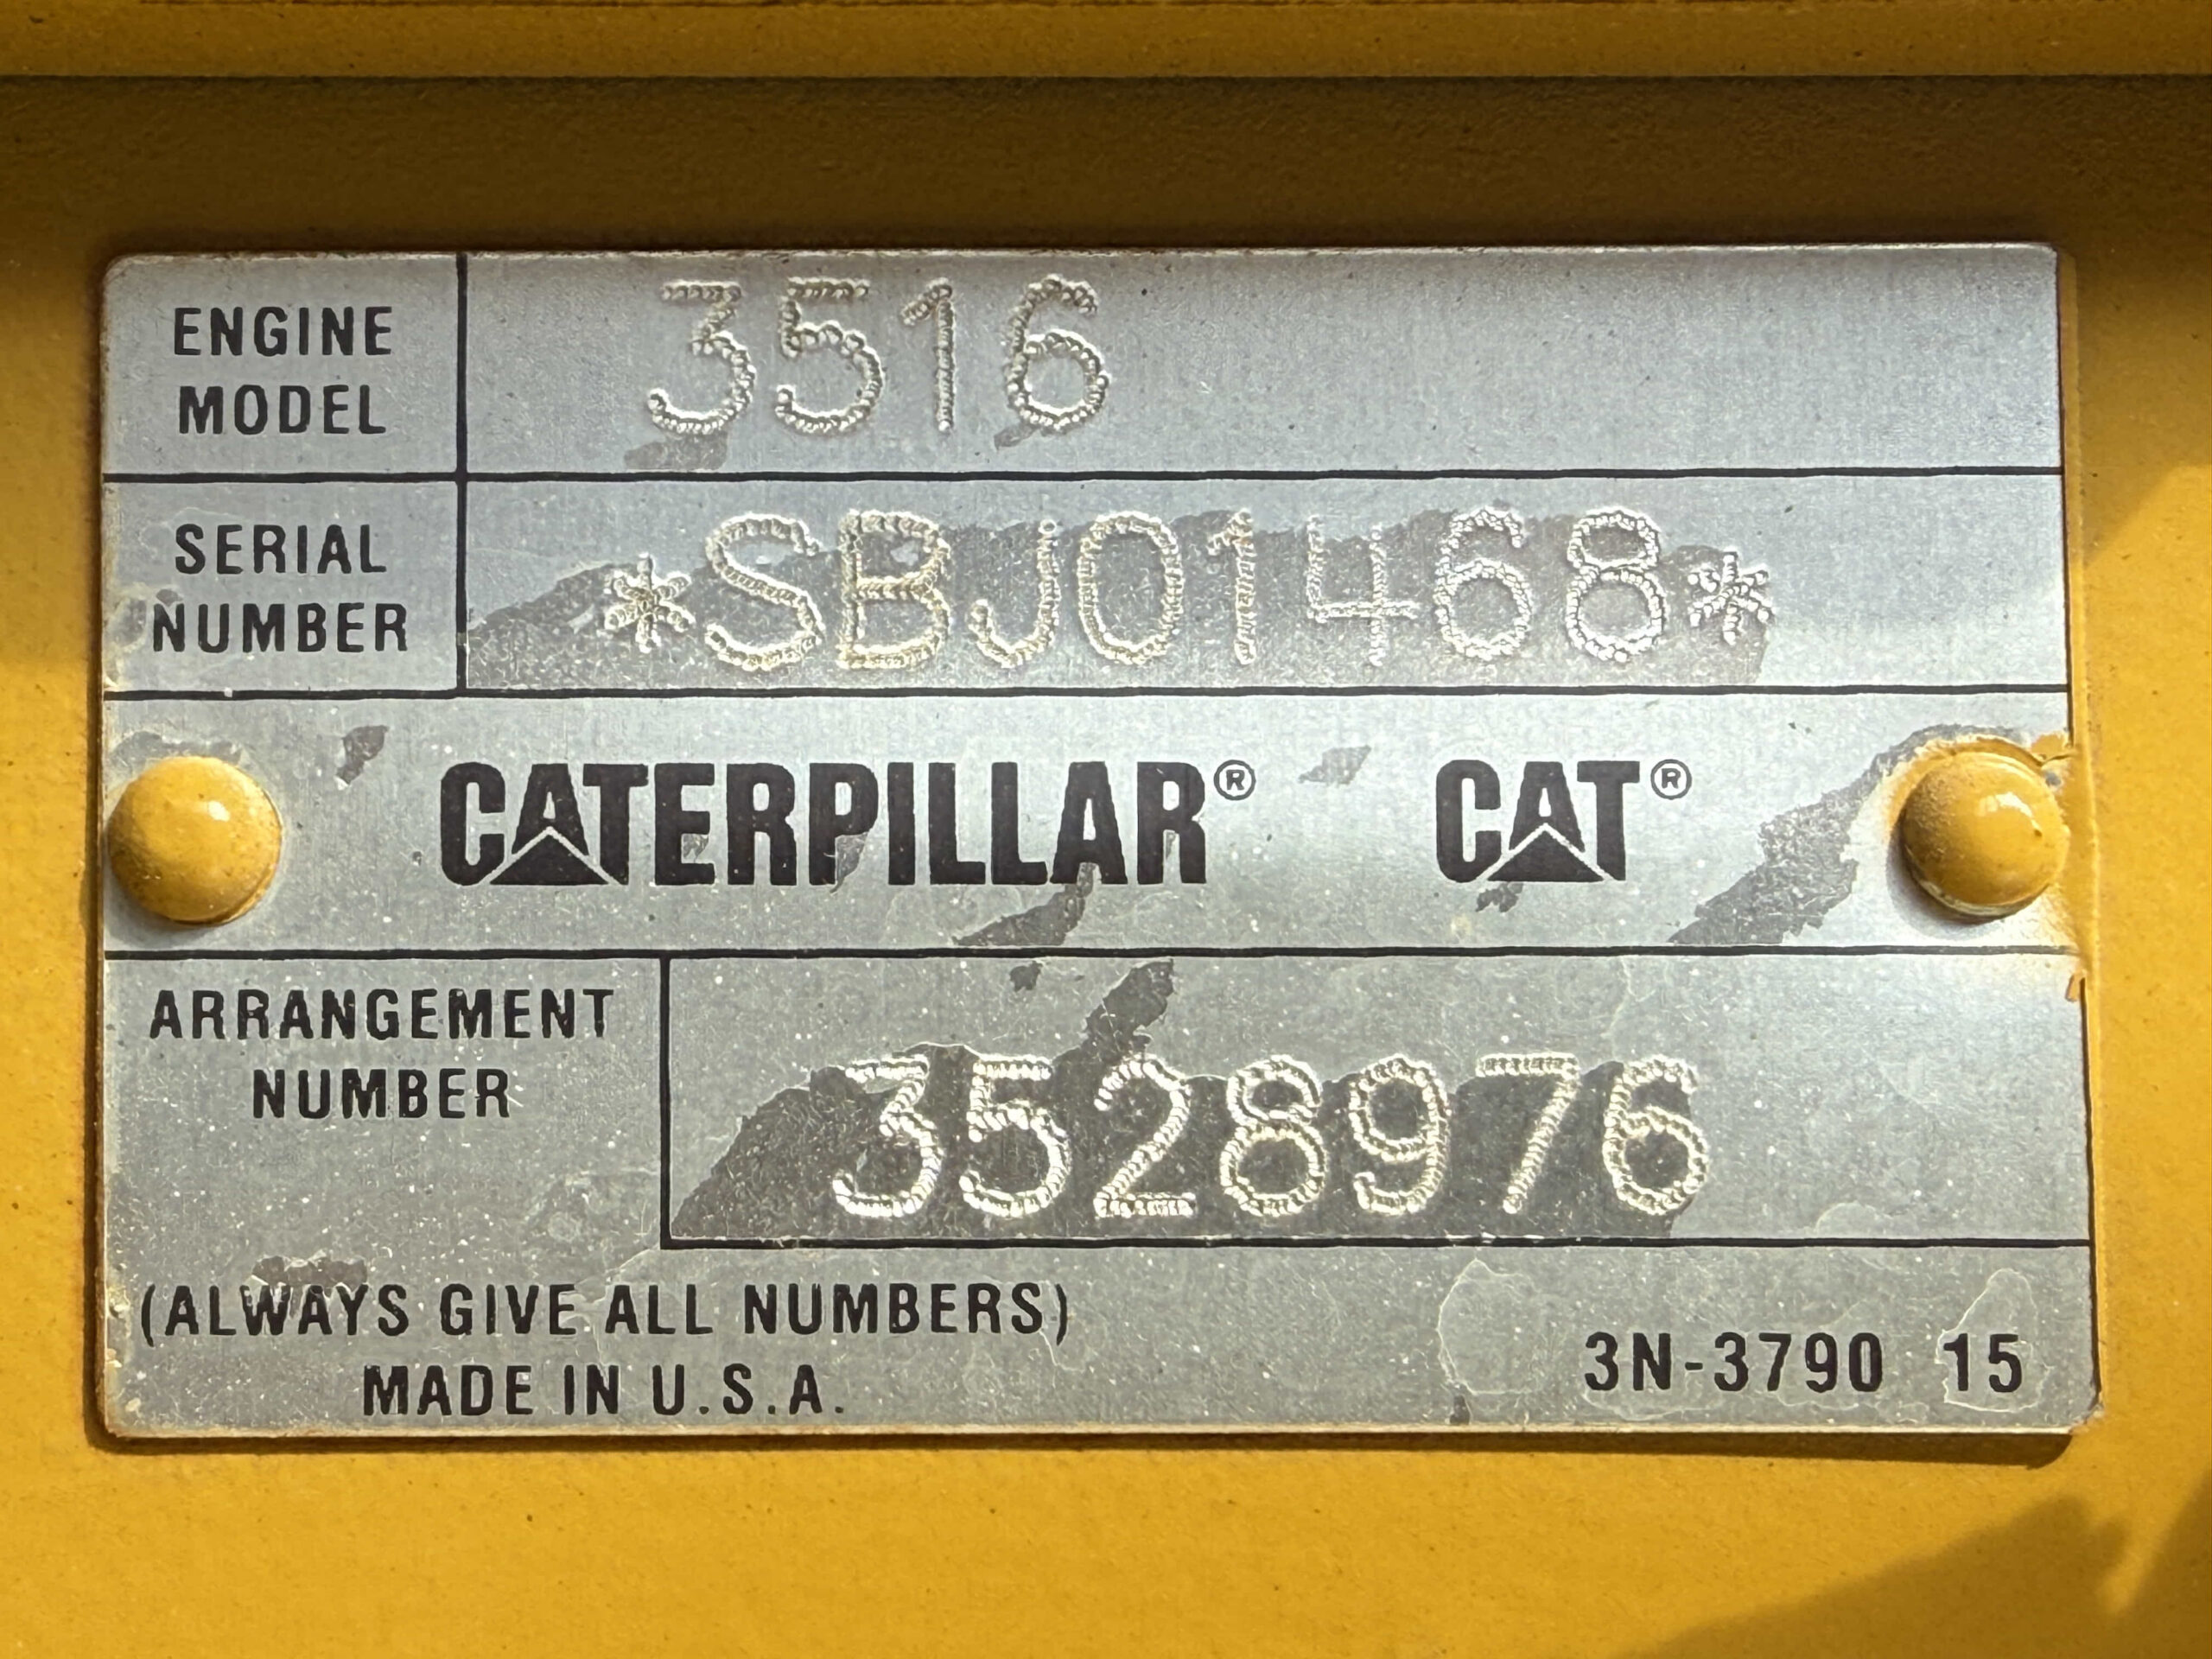 ENGINE MODEL 3516
SERIAL NUMBER *SBJ01468*
CATERPILLAR® CAT®
ARRANGEMENT NUMBER 3528976
(ALWAYS GIVE ALL NUMBERS)
MADE IN U.S.A. 3N-3790 15